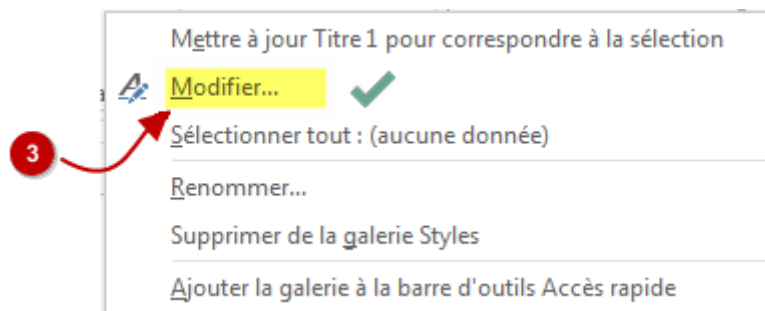 Mettre à jour Titre 1 pour correspondre à la sélection
Modifier...
3
Sélectionner tout : (aucune donnée)
Renommer...
Supprimer de la galerie Styles
Ajouter la galerie à la barre d'outils Accès rapide